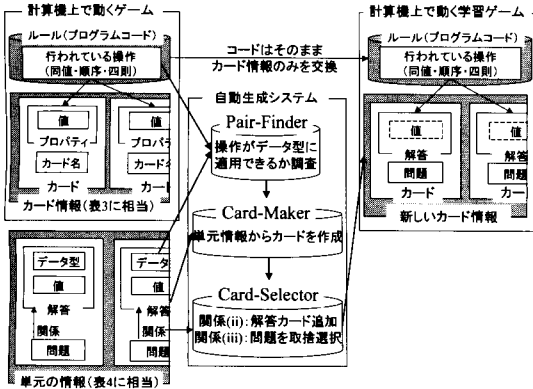 計算機上で動くゲーム
ルール(プログラムコード)
行われている操作
(同値・順序・四則)
値
プロパティ
カード名
カード
カード情報(表3に相当)
データ型
値
解答
関係
問題
データ
値
解答
関係
問題
単元の情報(表4に相当)
コードはそのまま
カード情報のみを交換
自動生成システム
Pair-Finder
操作がデータ型に
適用できるか調査
Card-Maker
単元情報からカードを作成
Card-Selector
関係(ii):解答カード追加
関係(iii):問題を取捨選択
計算機上で動く学習ゲーム
ルール(プログラムコード)
行われている操作
(同値・順序・四則)
値
解答
問題
カード
値
解答
問題
カー
新しいカード情報